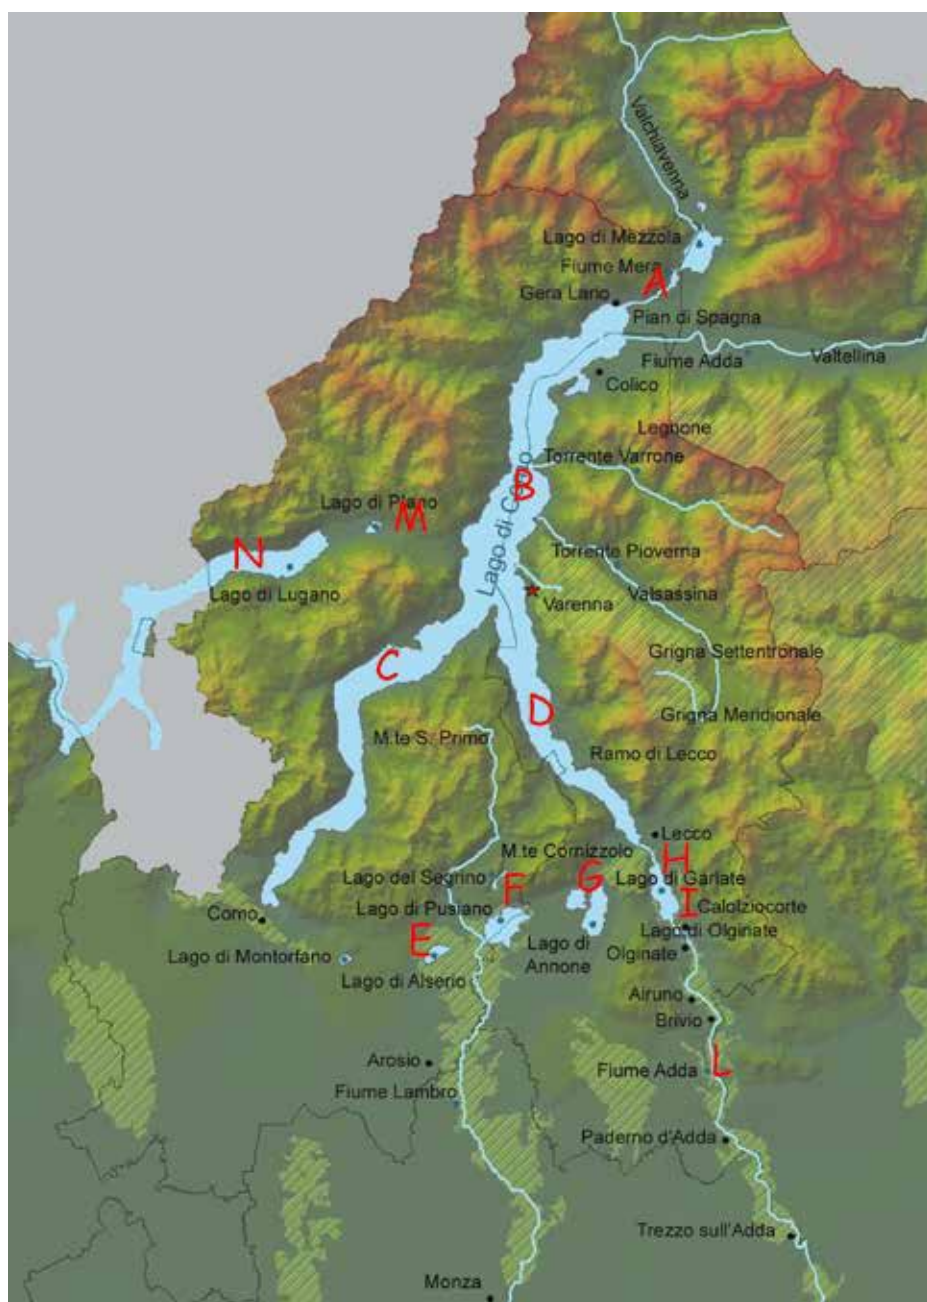 Valchiavenna
Lago di Mezzola
Fiume Mera
A
Gera Lario
Pian di Spagna
Fiume Adda
Valtellina
Colico
Legnone
Torrente Varrone
B
Lago di Como
Lago di Piano
M
N
Torrente Pioverna
Lago di Lugano
Valsassina
Varenna
Grigna Settentronale
C
D
Grigna Meridionale
M.te S. Primo
Ramo di Lecco
Lecco
M.te Cornizzolo
H
Lago del Segrino
F
G
Lago di Garlate
I
Lago di Pusiano
Calolziocorte
Como
E
Lago di Olginate
Lago di Montorfano
Lago di
Annone
Olginate
Lago di Alserio
Airuno
Brivio
Arosio
Fiume Adda
L
Fiume Lambro
Paderno d'Adda
Trezzo sull'Adda
Monza